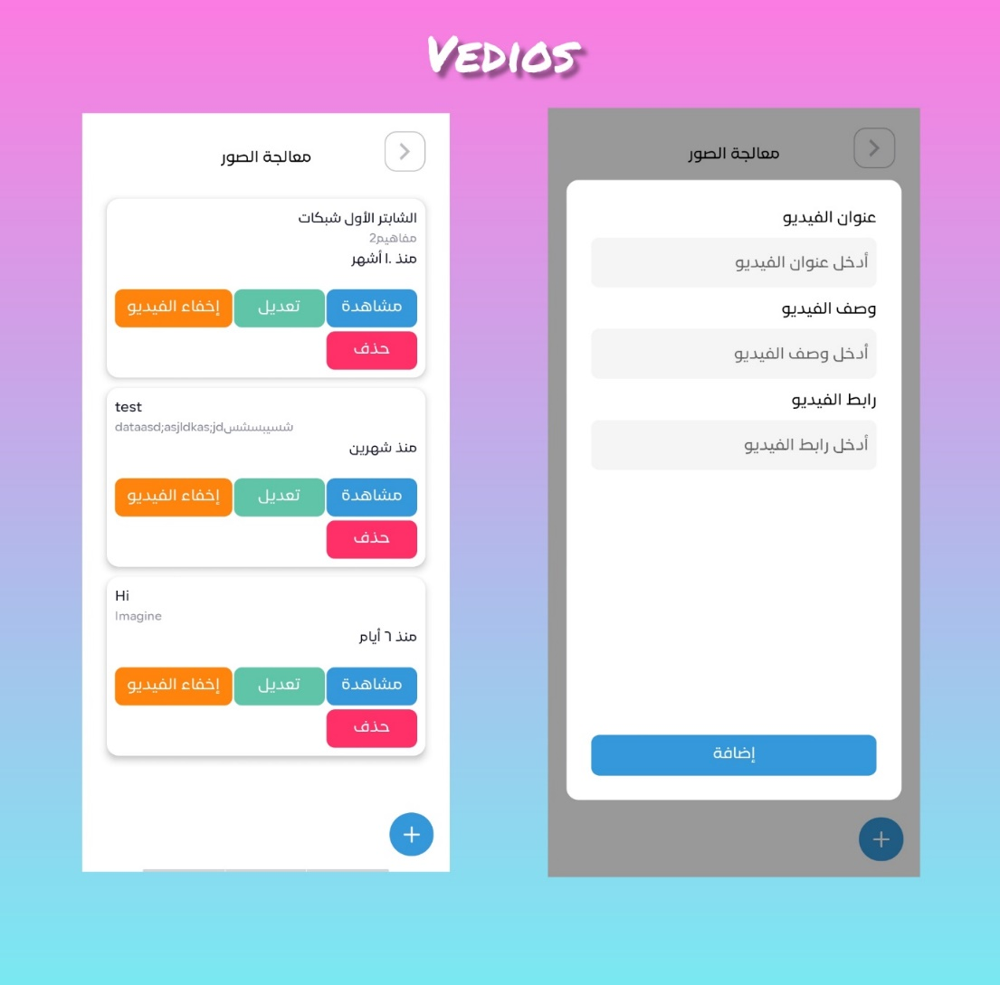 VEDIOS
معالجة الصور
الشابتر الأول شبكات
مفاهيم2
منذ ١٠ أشهر
مشاهدة تعديل إخفاء الفيديو
حذف
test
dataasd;asjldkas;jdشسيبسشس
منذ شهرين
مشاهدة تعديل إخفاء الفيديو
حذف
Hi
Imagine
منذ ٦ أيام
مشاهدة تعديل إخفاء الفيديو
حذف
+
معالجة الصور
عنوان الفيديو
أدخل عنوان الفيديو
وصف الفيديو
أدخل وصف الفيديو
رابط الفيديو
أدخل رابط الفيديو
إضافة
+